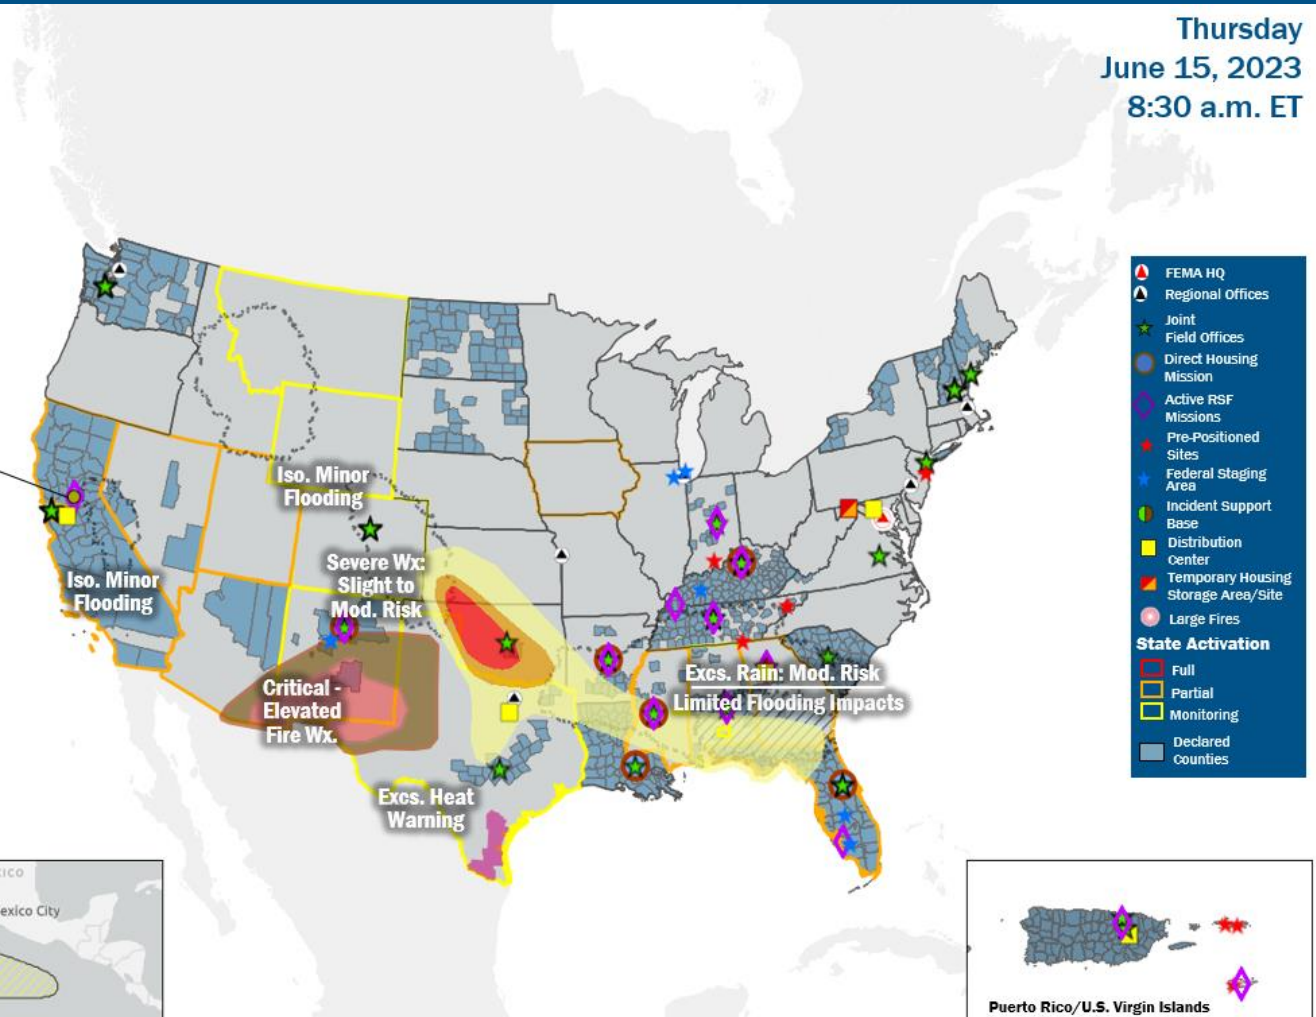 Thursday
June 15, 2023
8:30 a.m. ET
FEMA HQ
Regional Offices
Joint
Field Offices
Direct Housing
Mission
Active RSF
Missions
Pre-Positioned
Sites
Federal Staging
Area
Incident Support
Base
Distribution
Center
Temporary Housing
Storage Area/Site
Large Fires
State Activation
Full
Partial
Monitoring
Declared
Counties
Iso. Minor
Flooding
Severe Wx:
Slight to
Mod. Risk
Iso. Minor
Flooding
Critical -
Elevated
Fire Wx.
Excs. Rain: Mod. Risk
Limited Flooding Impacts
Excs. Heat
Warning
ico
exico City
Puerto Rico/U.S. Virgin Islands